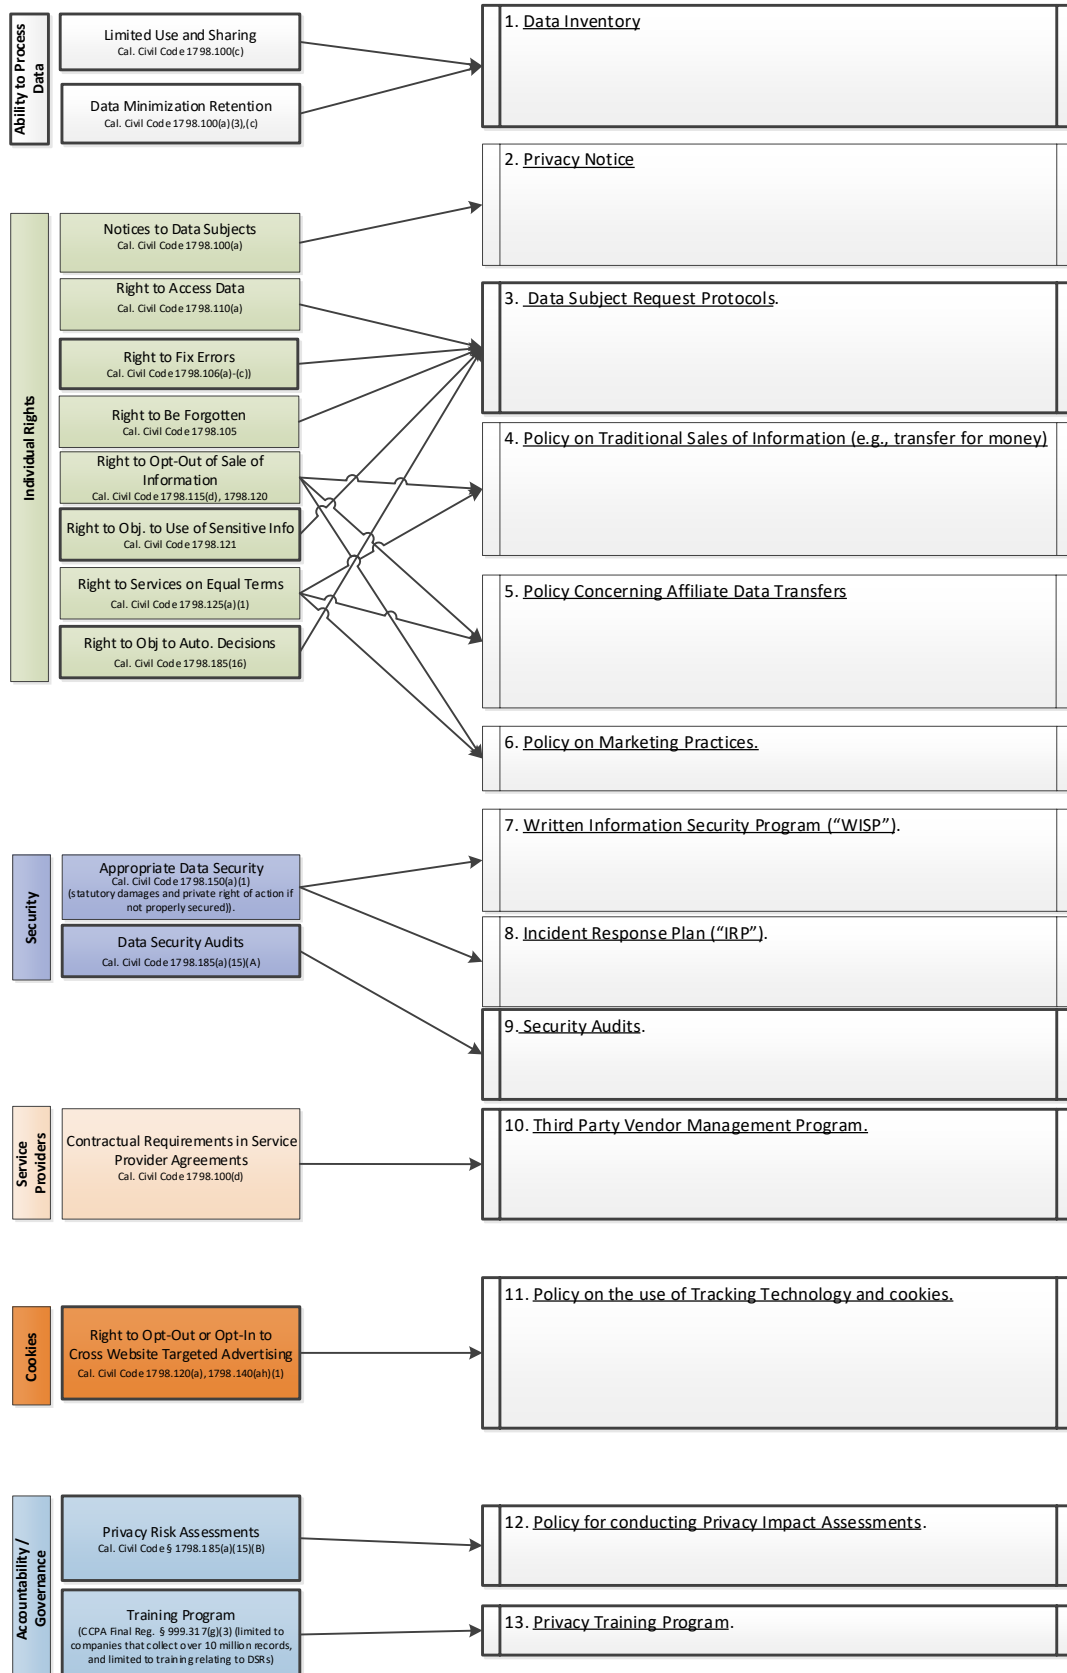 Ability to Process
Data
Limited Use and Sharing
Cal. Civil Code 1798.100(c)
Data Minimization Retention
Cal. Civil Code 1798.100(a)(3),(c)
1. Data Inventory
2. Privacy Notice
Individual Rights
Notices to Data Subjects
Cal. Civil Code 1798.100(a)
Right to Access Data
Cal. Civil Code 1798.110(a)
Right to Fix Errors
Cal. Civil Code 1798.106(a)-(c))
Right to Be Forgotten
Cal. Civil Code 1798.105
Right to Opt-Out of Sale of
Information
Cal. Civil Code 1798.115(d), 1798.120
Right to Obj. to Use of Sensitive Info
Cal. Civil Code 1798.121
Right to Services on Equal Terms
Cal. Civil Code 1798.125(a)(1)
Right to Obj to Auto. Decisions
Cal. Civil Code 1798.185(16)
3. Data Subject Request Protocols.
4. Policy on Traditional Sales of Information (e.g., transfer for money)
5. Policy Concerning Affiliate Data Transfers
6. Policy on Marketing Practices.
Security
Appropriate Data Security
Cal. Civil Code 1798.150(a)(1)
(statutory damages and private right of action if
not properly secured)).
Data Security Audits
Cal. Civil Code 1798.185(a)(15)(A)
7. Written Information Security Program (“WISP”).
8. Incident Response Plan (“IRP”).
9. Security Audits.
Service
Providers
Contractual Requirements in Service
Provider Agreements
Cal. Civil Code 1798.100(d)
10. Third Party Vendor Management Program.
Cookies
Right to Opt-Out or Opt-In to
Cross Website Targeted Advertising
Cal. Civil Code 1798.120(a), 1798.140(ah)(1)
11. Policy on the use of Tracking Technology and cookies.
Accountability /
Governance
Privacy Risk Assessments
Cal. Civil Code § 1798.185(a)(15)(B)
Training Program
(CCPA Final Reg. § 999.317(g)(3) (limited to
companies that collect over 10 million records,
and limited to training relating to DSRs)
12. Policy for conducting Privacy Impact Assessments.
13. Privacy Training Program.